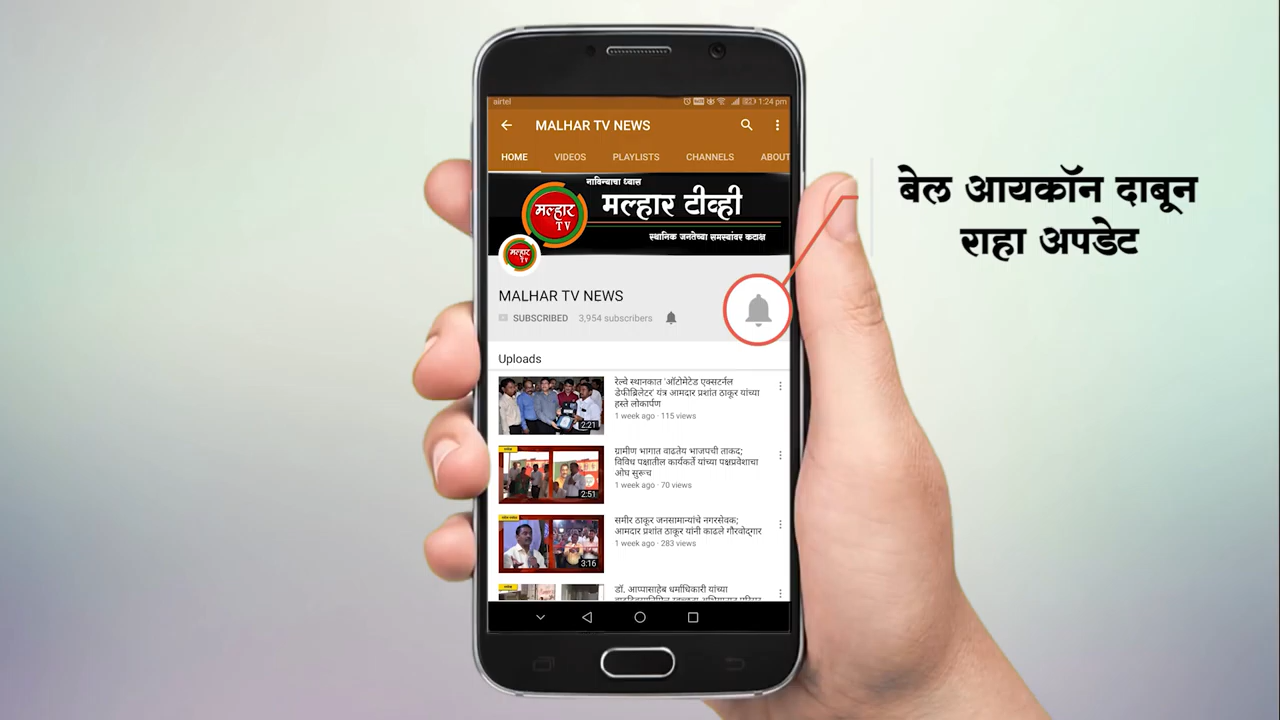 airtel
1:24 pm
MALHAR TV NEWS
HOME VIDEOS PLAYLISTS CHANNELS ABOUT
नाविन्याचा ध्यास
मल्हार टीव्ही
स्थानिक जनतेच्या समस्यांवर कटाक्ष
मल्हार
TV
मल्हार
TV
बेल आयकॉन दाबून
राहा अपडेट
MALHAR TV NEWS
SUBSCRIBED 3,954 subscribers
Uploads
रेल्वे स्थानकात 'ऑटोमेटेड एक्सटर्नल
डेफीब्रिलेटर' यंत्र आमदार प्रशांत ठाकूर यांच्या
हस्ते लोकार्पण
1 week ago · 115 views
2:21
ग्रामीण भागात वाढतेय भाजपची ताकद;
विविध पक्षातील कार्यकर्ते यांच्या पक्षप्रवेशाचा
ओघ सुरूच
1 week ago · 70 views
2:51
समीर ठाकूर जनसामान्यांचे नगरसेवक;
आमदार प्रशांत ठाकूर यांनी काढले गौरवोद्गार
1 week ago · 283 views
3:16
डॉ. आप्पासाहेब धर्माधिकारी यांच्या